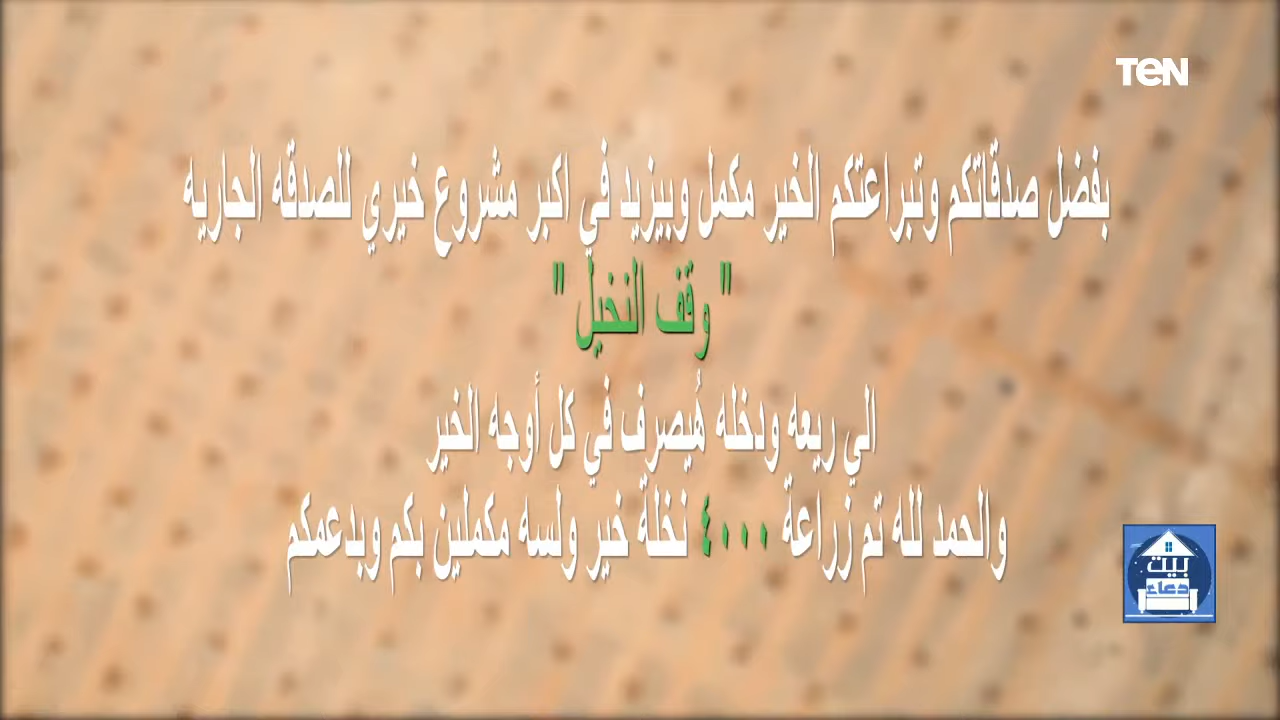 TeN
بفضل صدقاتكم وتبراعتكم الخير مكمل وبيزيد في اكبر مشروع خيري للصدقه الجاريه
" وقف النخيل "
الي ريعه ودخله هُيصرف في كل أوجه الخير
والحمد لله تم زراعة ٤٠٠٠ نخلة خير ولسه مكملين بكم وبدعمكم
بيت
دعاء